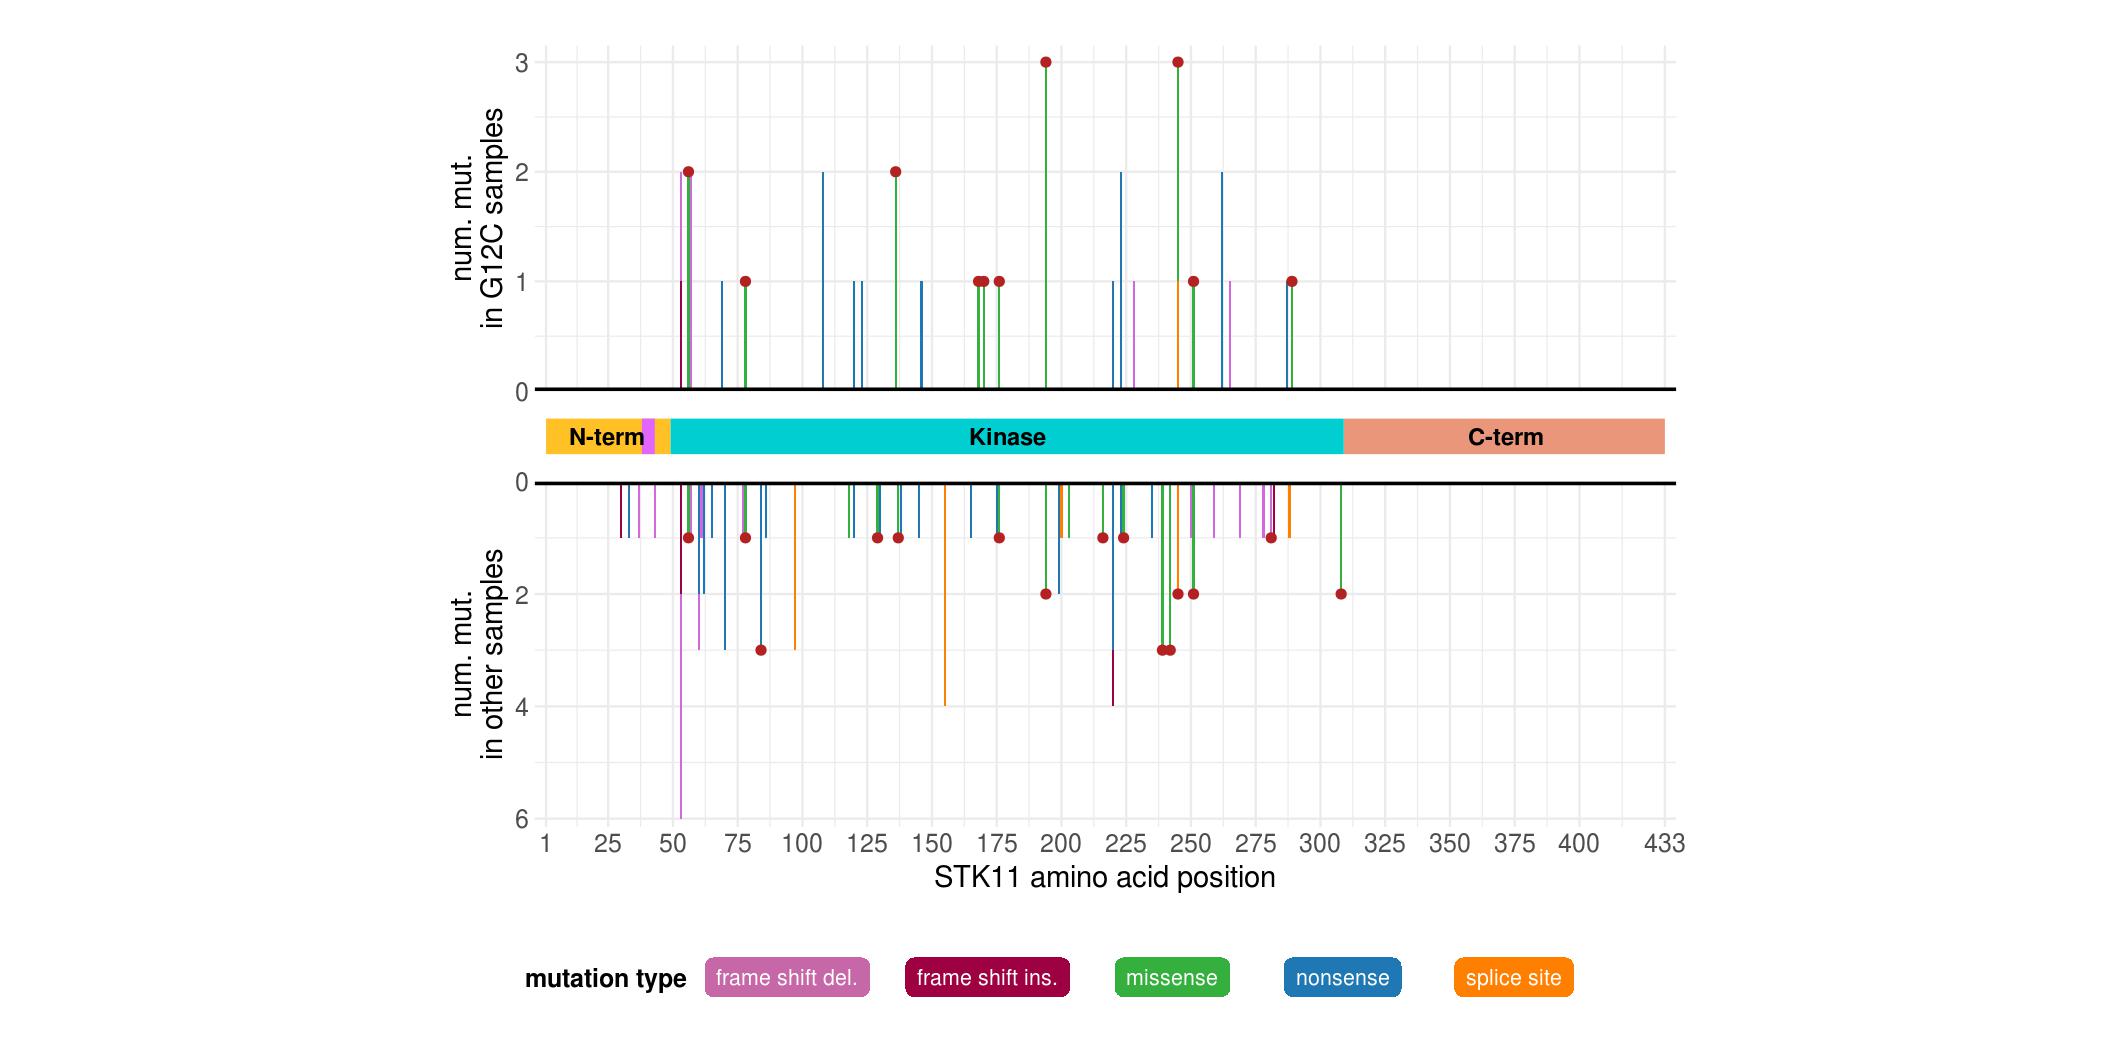 3
2
1
0
num. mut.
in G12C samples
N-term
Kinase
C-term
0
2
4
6
num. mut.
in other samples
1 25 50 75 100 125 150 175 200 225 250 275 300 325 350 375 400 433
STK11 amino acid position
mutation type frame shift del. frame shift ins. missense nonsense splice site